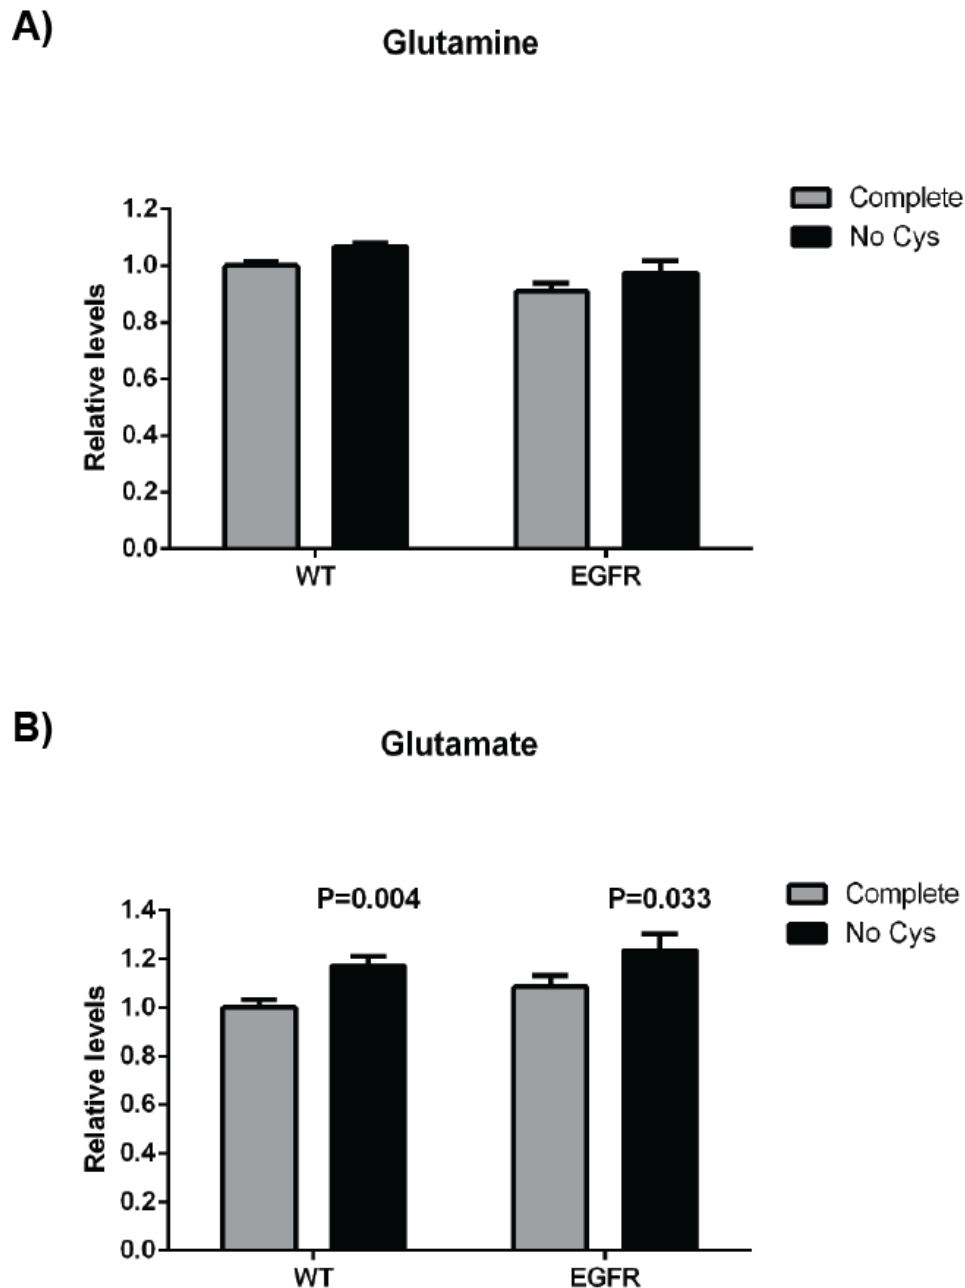 A)
Glutamine
Complete
No Cys
Relative levels
1.2
1.0
0.8
0.6
0.4
0.2
0.0
WT EGFR
B)
Glutamate
P=0.004 P=0.033
Complete
No Cys
Relative levels
1.4
1.2
1.0
0.8
0.6
0.4
0.2
0.0
WT EGFR